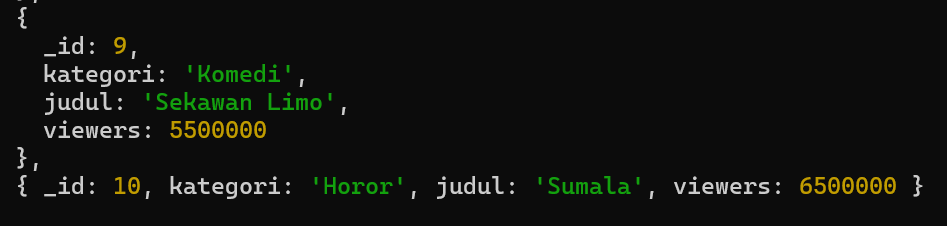 {
  _id: 9,
  kategori: 'Komedi',
  judul: 'Sekawan Limo',
  viewers: 5500000
},
{ _id: 10, kategori: 'Horor', judul: 'Sumala', viewers: 6500000 }